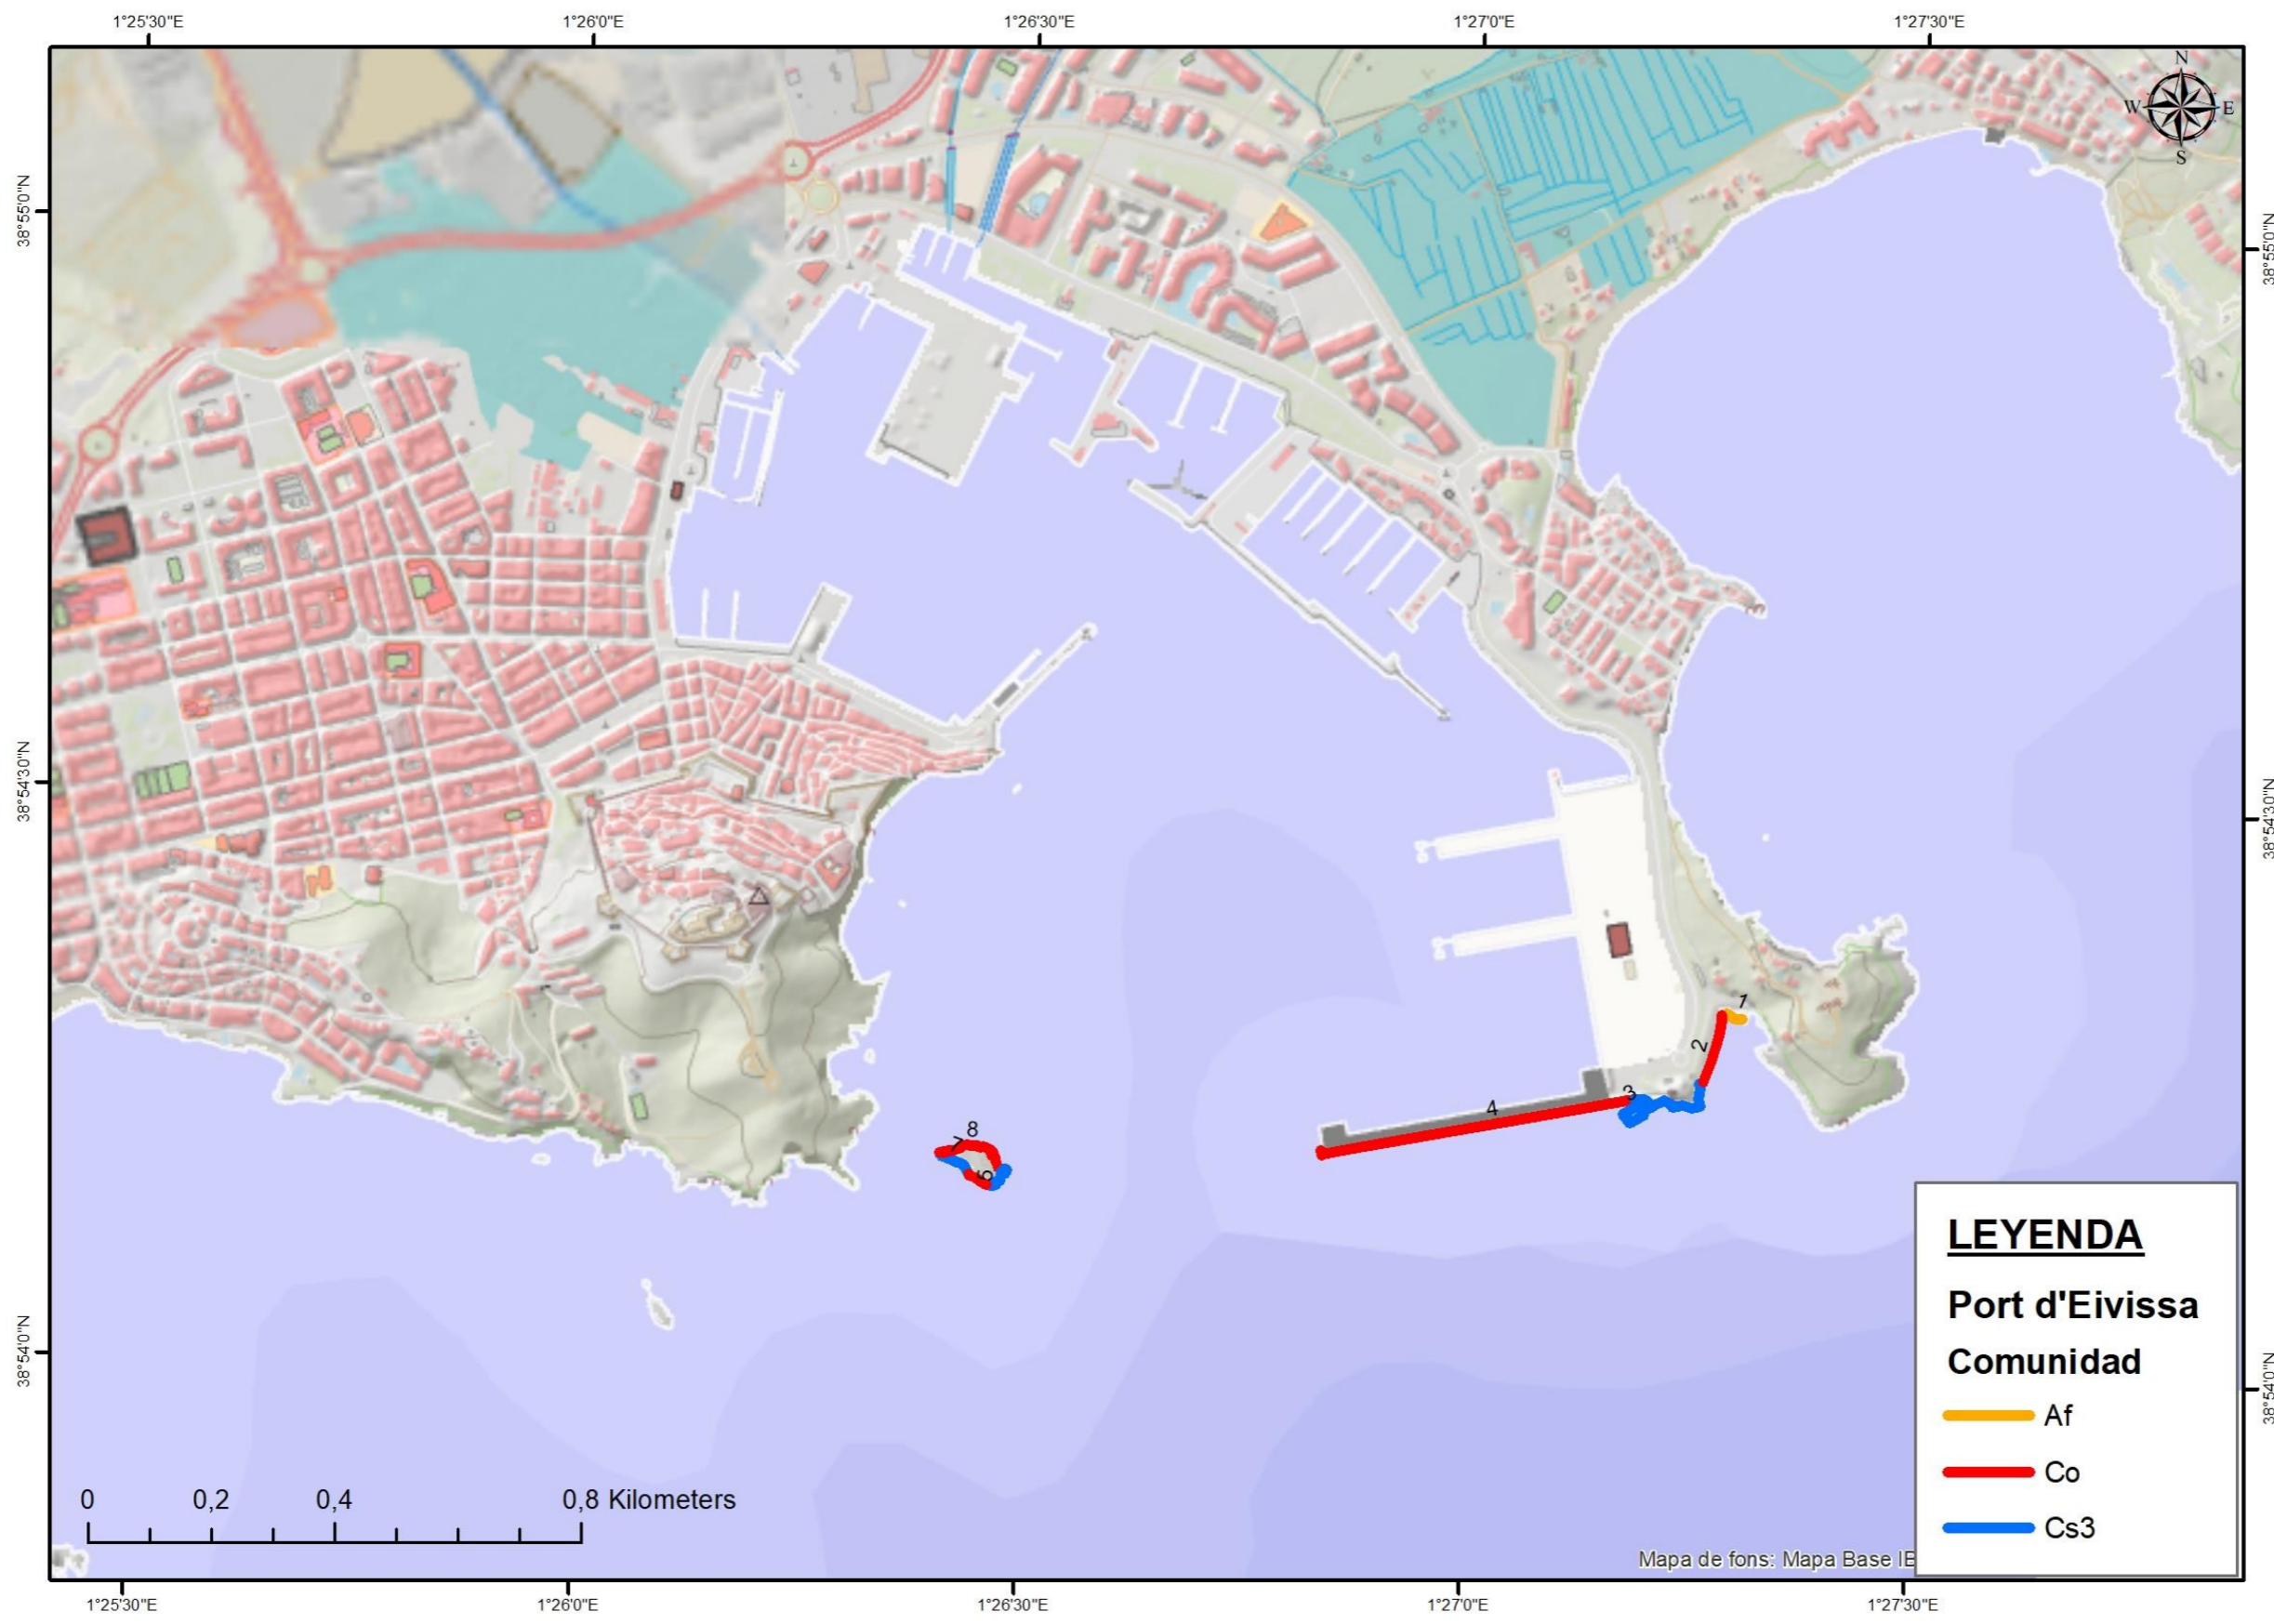 1°25'30"E
1°26'0"E
1°26'30"E
1°27'0"E
1°27'30"E
N
W
E
S
38°55'0"N
38°55'0"N
38°54'30"N
38°54'30"N
1
2
3
4
8
7
6
LEYENDA
Port d'Eivissa
Comunidad
38°54'0"N
38°54'0"N
Af
Co
Cs3
0
0,2
0,4
0,8 Kilometers
Mapa de fons: Mapa Base IE
1°25'30"E
1°26'0"E
1°26'30"E
1°27'0"E
1°27'30"E